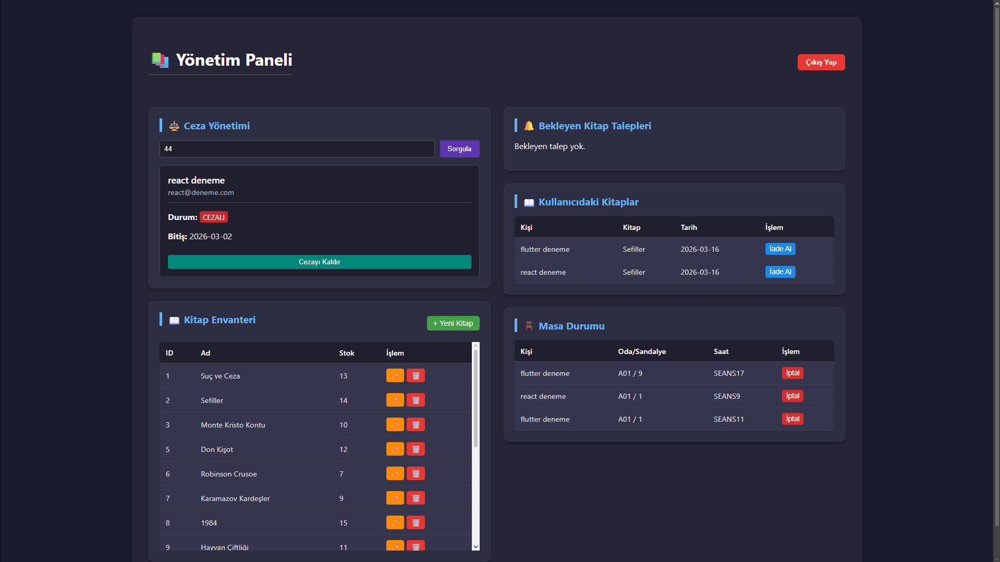 Yönetim Paneli
Çıkış Yap
Ceza Yönetimi
44
Sorgula
react deneme
react@deneme.com
Durum: CEZALI
Bitiş: 2026-03-02
Cezayı Kaldır
Kitap Envanteri
+ Yeni Kitap
ID Ad Stok İşlem
1 Suç ve Ceza 13
2 Sefiller 14
3 Monte Kristo Kontu 10
5 Don Kişot 12
6 Robinson Crusoe 7
7 Karamazov Kardeşler 9
8 1984 15
9 Hayvan Çiftliği 11
Bekleyen Kitap Talepleri
Bekleyen talep yok.
Kullanıcıdaki Kitaplar
Kişi Kitap Tarih İşlem
flutter deneme Sefiller 2026-03-16 İade Al
react deneme Sefiller 2026-03-16 İade Al
Masa Durumu
Kişi Oda/Sandalye Saat İşlem
flutter deneme A01 / 9 SEANS17 İptal
react deneme A01 / 1 SEANS9 İptal
flutter deneme A01 / 1 SEANS11 İptal